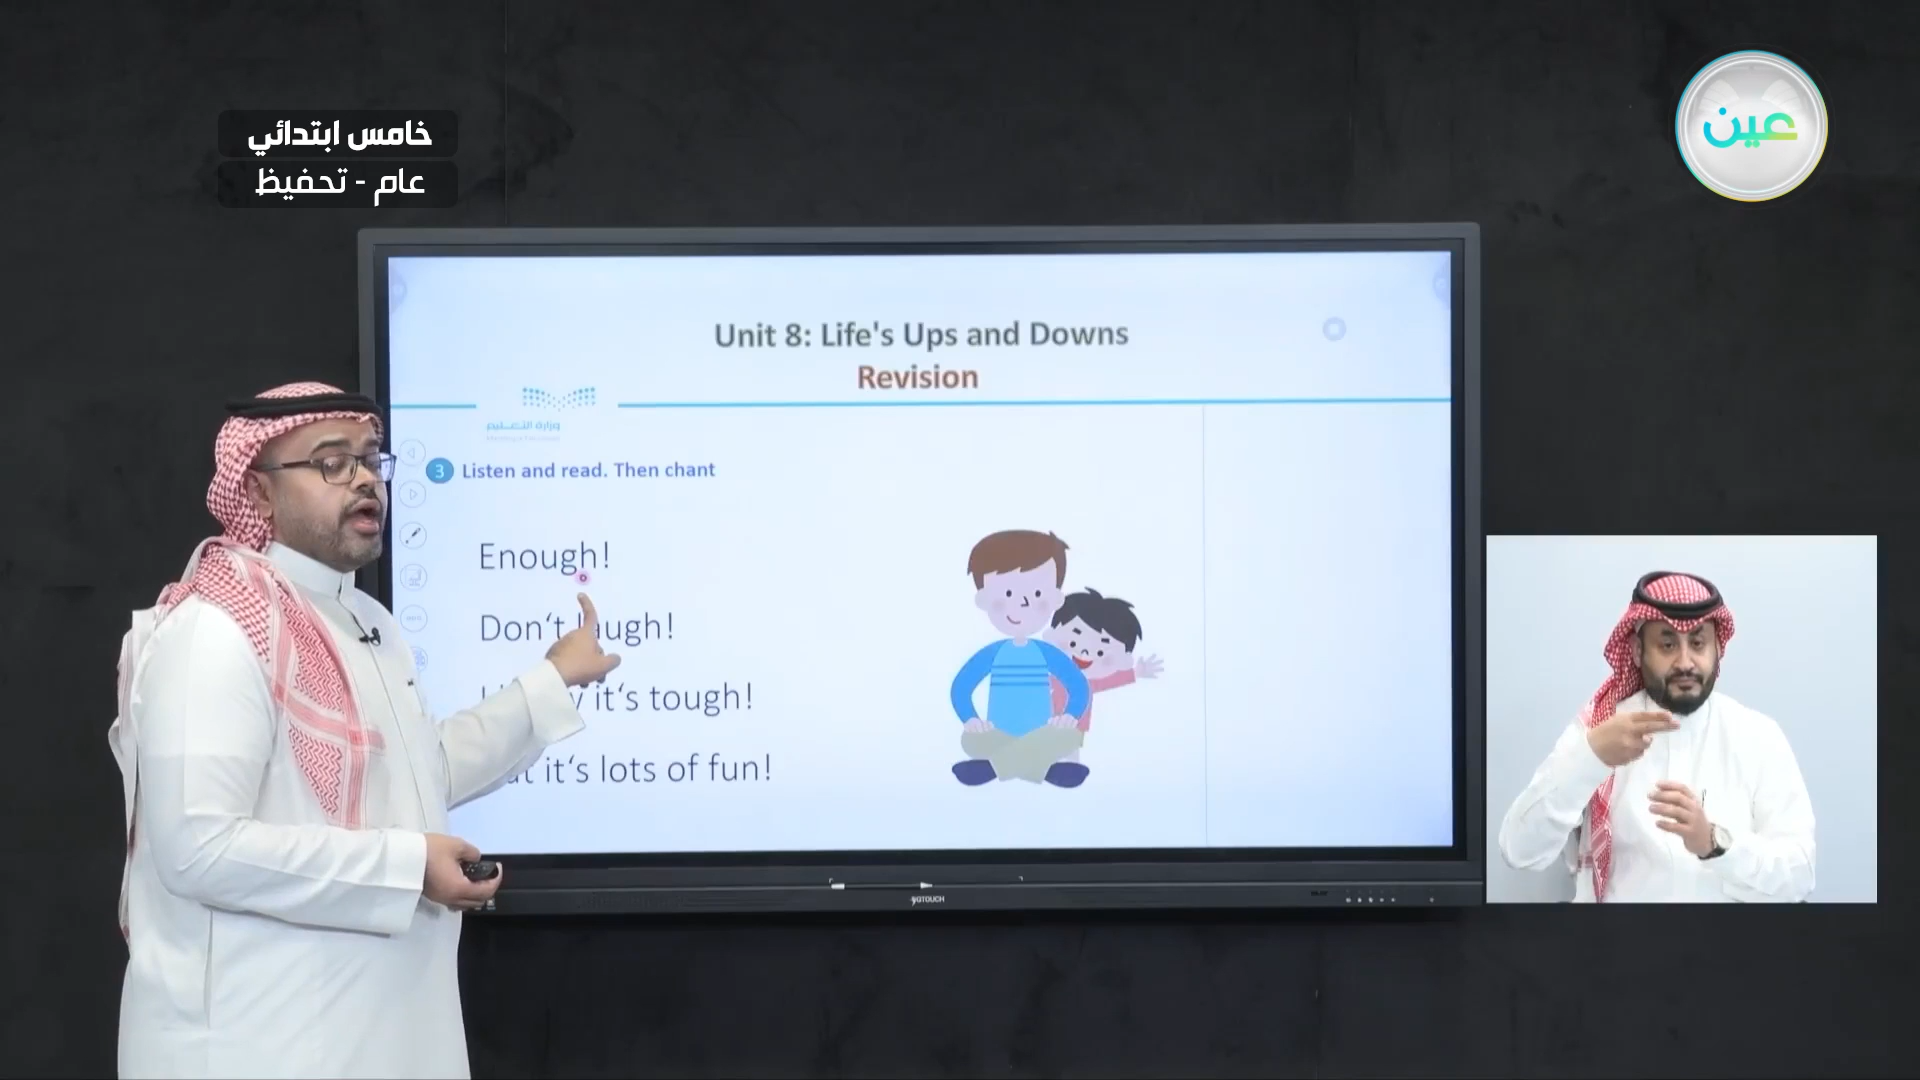 خامس ابتدائي
عام - تحفيظ
عين
Unit 8: Life's Ups and Downs
Revision
وزارة التعليم
3 Listen and read. Then chant
Enough!
Don't laugh!
it's tough!
it's lots of fun!